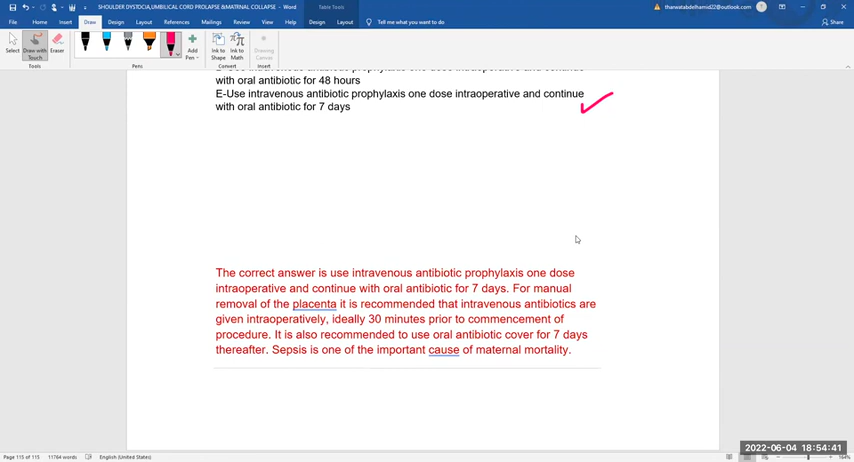 SHOULDER DYSTOCIA,UMBILICAL CORD PROLAPSE &MATERNAL COLLAPSE - Word
Table Tools
tharwatabdelhamid22@outlook.com
File Home Insert Draw Design Layout References Mailings Review View Help Design Layout Tell me what you want to do Share
Select Draw with Touch Eraser Add Pen Ink to Shape Ink to Math Drawing Canvas
Tools Pens Convert Insert
with oral antibiotic for 48 hours
E-Use intravenous antibiotic prophylaxis one dose intraoperative and continue
with oral antibiotic for 7 days
The correct answer is use intravenous antibiotic prophylaxis one dose
intraoperative and continue with oral antibiotic for 7 days. For manual
removal of the placenta it is recommended that intravenous antibiotics are
given intraoperatively, ideally 30 minutes prior to commencement of
procedure. It is also recommended to use oral antibiotic cover for 7 days
thereafter. Sepsis is one of the important cause of maternal mortality.
2022-06-04 18:54:41
Page 115 of 115 11764 words English (United States) 164%